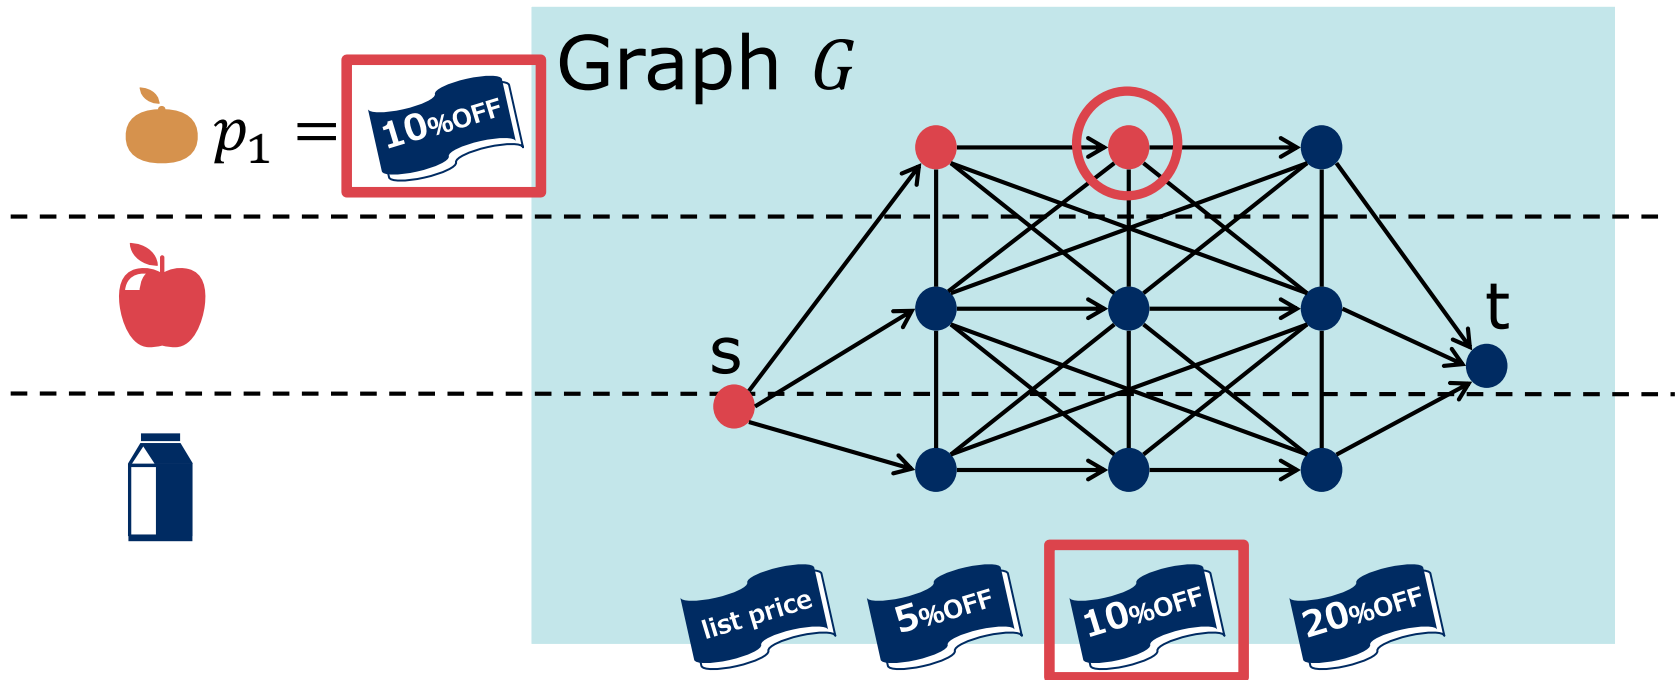 Graph G
p₁ =
10%OFF
s
t
list price
5%OFF
10%OFF
20%OFF